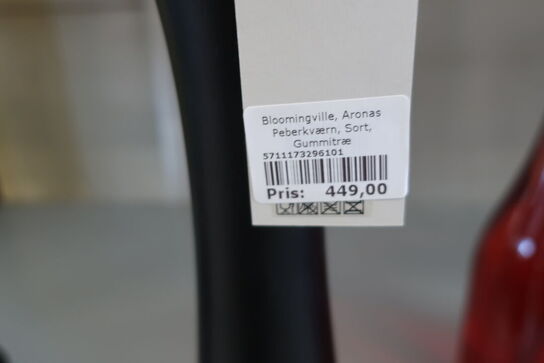 Bloomingville, Aronas
Peberkværn, Sort,
Gummitræ
5711173296101
Pris: 449,00